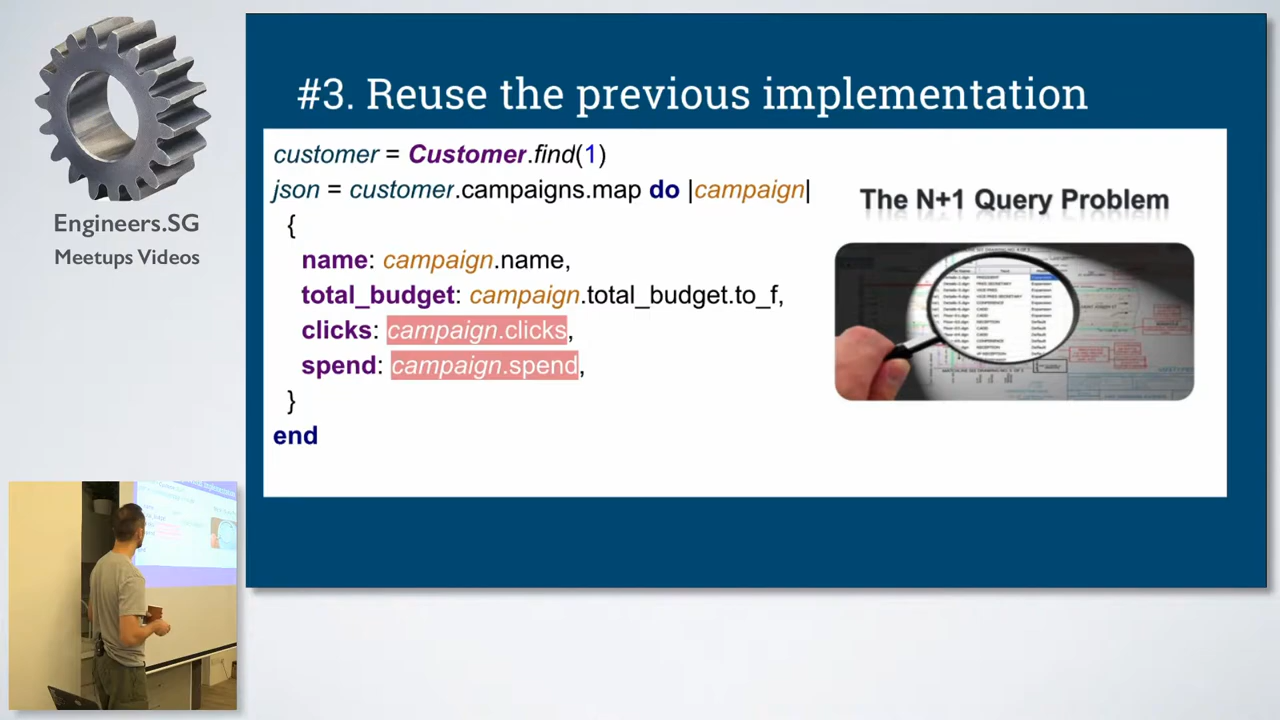 Engineers.SG
Meetups Videos
#3. Reuse the previous implementation
customer = Customer.find(1)
json = customer.campaigns.map do |campaign|
{
name: campaign.name,
total_budget: campaign.total_budget.to_f,
clicks: campaign.clicks,
spend: campaign.spend,
}
end
The N+1 Query Problem